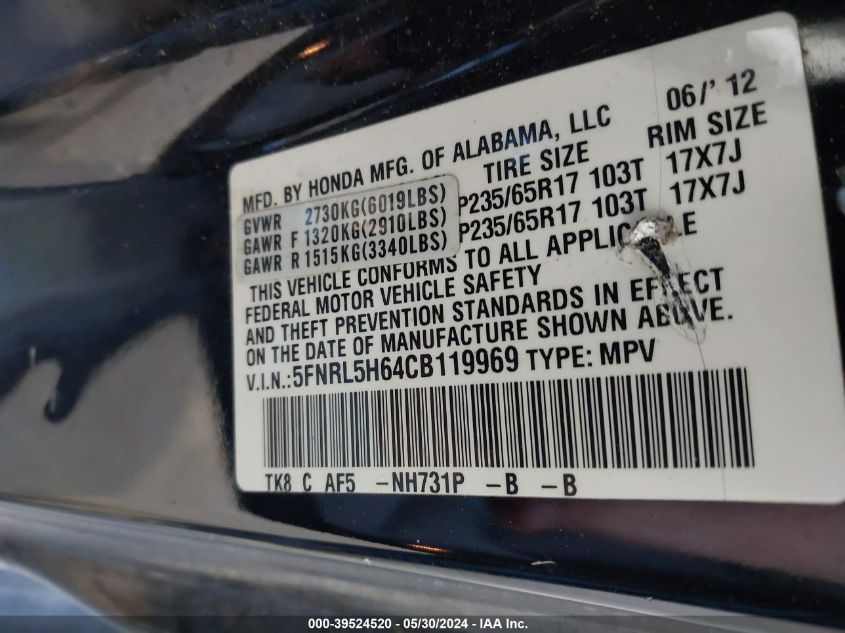 MFD. BY HONDA MFG. OF ALABAMA, LLC 06/'12
TIRE SIZE RIM SIZE
GVWR 2730KG(6019LBS)
GAWR F 1320KG(2910LBS) P235/65R17 103T 17X7J
GAWR R 1515KG(3340LBS) P235/65R17 103T 17X7J
THIS VEHICLE CONFORMS TO ALL APPLICABLE
FEDERAL MOTOR VEHICLE SAFETY
AND THEFT PREVENTION STANDARDS IN EFFECT
ON THE DATE OF MANUFACTURE SHOWN ABOVE.
V.I.N.:5FNRL5H64CB119969 TYPE: MPV
TK8 C AF5 -NH731P -B -B
000-39524520 - 05/30/2024 - IAA Inc.